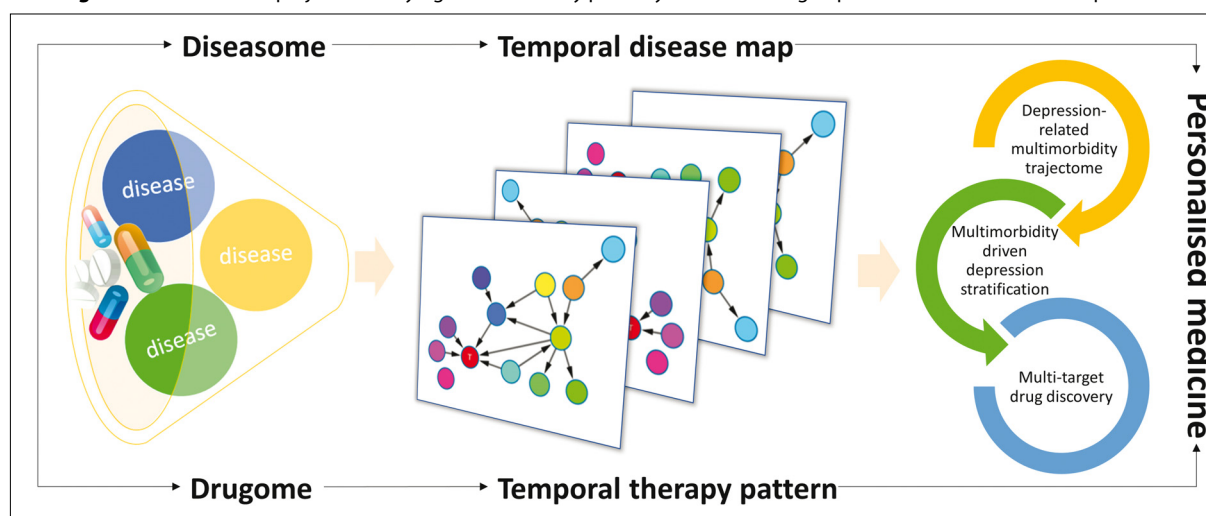 Diseasome
Temporal disease map
disease
disease
disease
T
Depression-
related
multimorbidity
trajectome
Multimorbidity
driven
depression
stratification
Multi-target
drug discovery
Personalised medicine
Drugome
Temporal therapy pattern